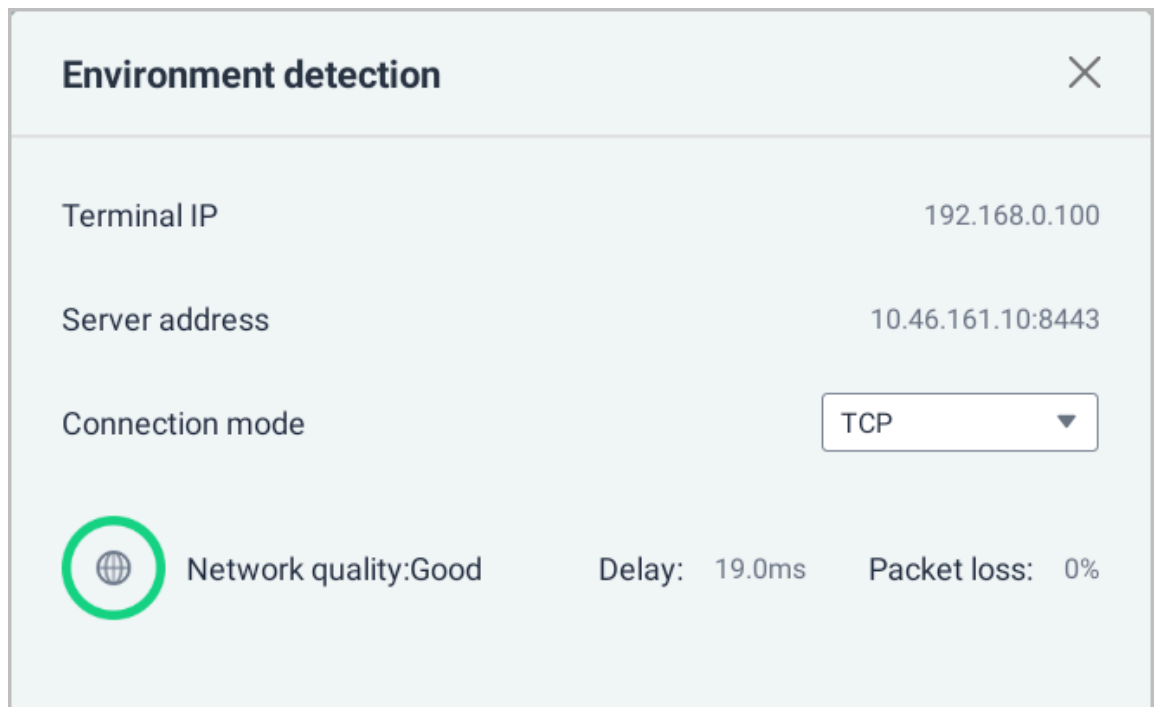 Environment detection
Terminal IP 192.168.0.100
Server address 10.46.161.10:8443
Connection mode TCP
Network quality:Good Delay: 19.0ms Packet loss: 0%